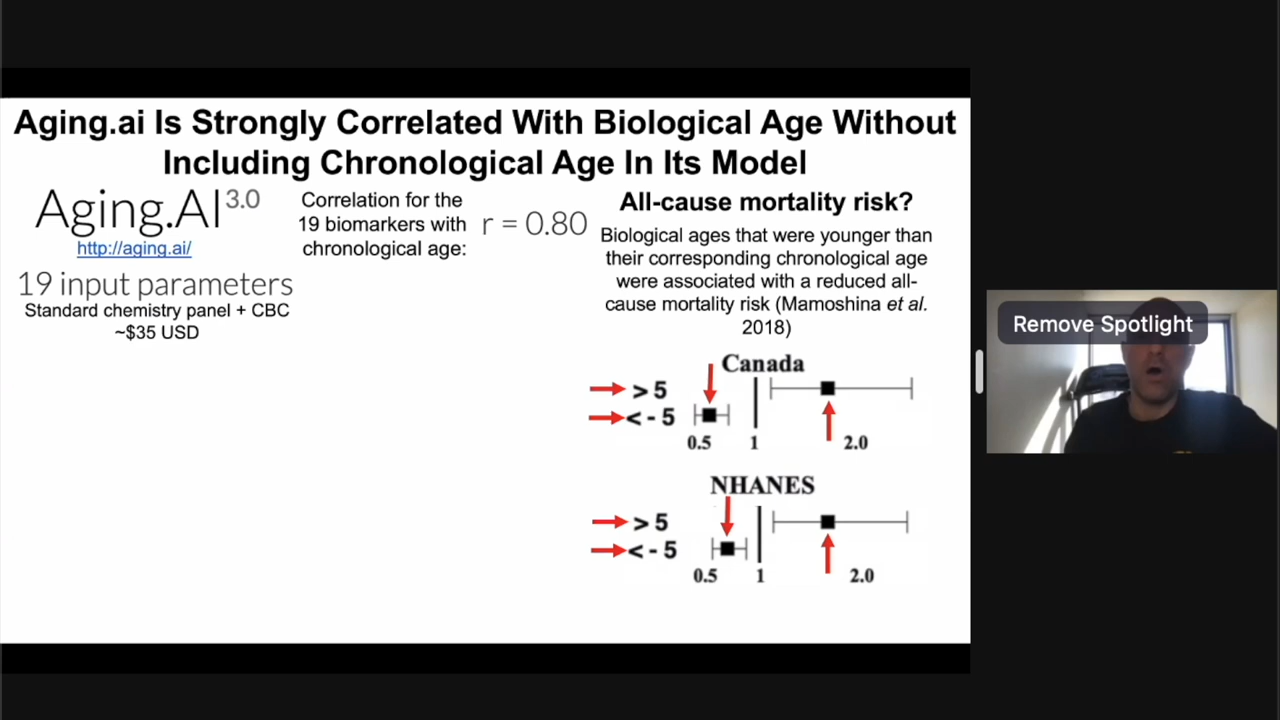 Aging.ai Is Strongly Correlated With Biological Age Without
Including Chronological Age In Its Model
Aging.AI 3.0
http://aging.ai/
19 input parameters
Standard chemistry panel + CBC
~$35 USD
Correlation for the
19 biomarkers with
chronological age:
r = 0.80
All-cause mortality risk?
Biological ages that were younger than
their corresponding chronological age
were associated with a reduced all-
cause mortality risk (Mamoshina et al.
2018)
Canada
> 5
< - 5
0.5 1 2.0
NHANES
> 5
< - 5
0.5 1 2.0
Remove Spotlight